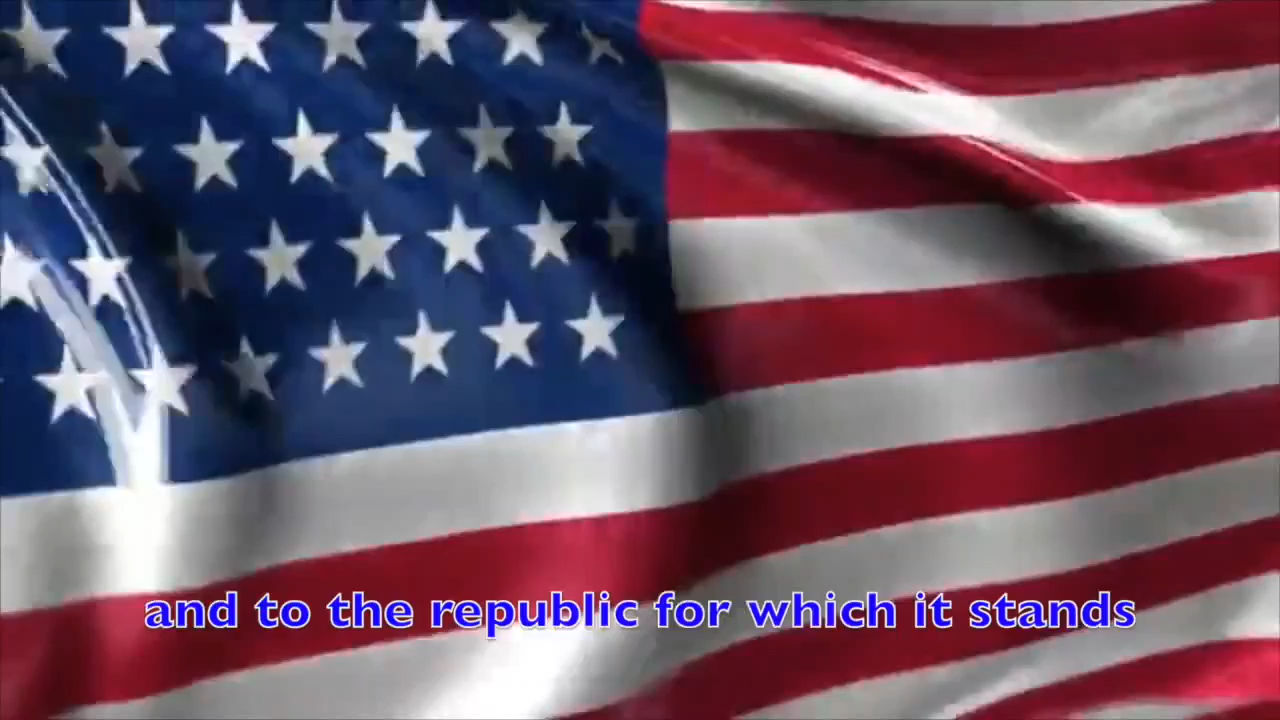 and to the republic for which it stands